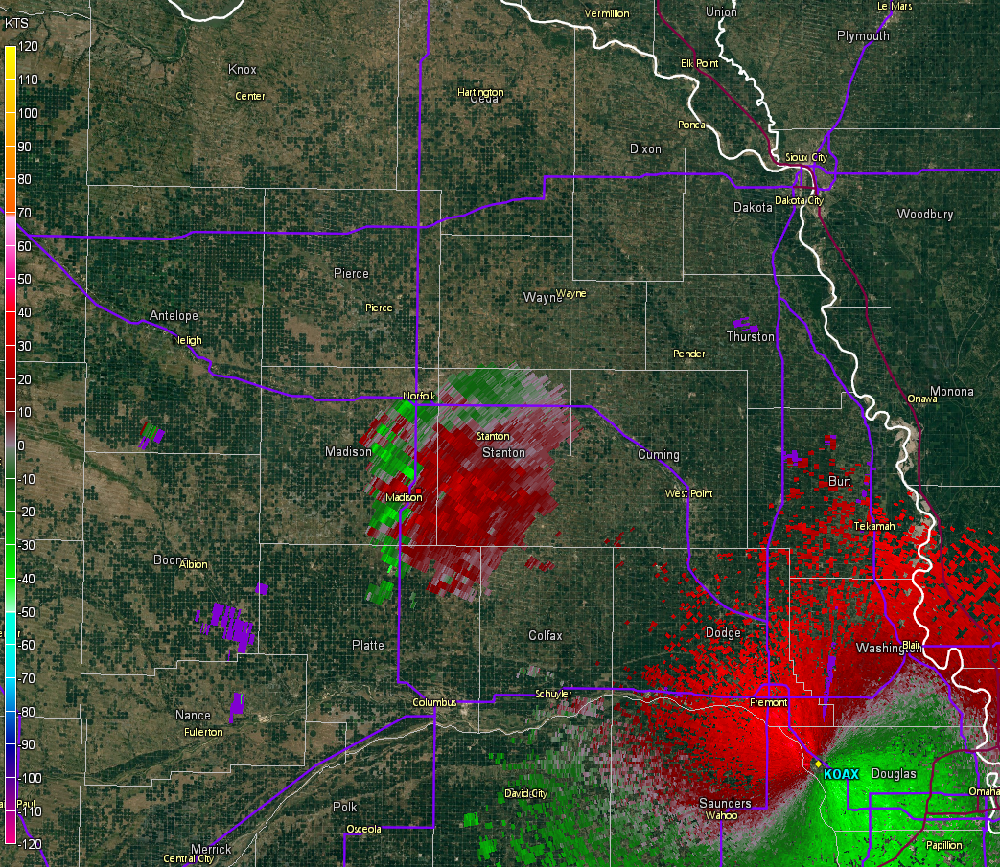 KTS
120
110
100
90
80
70
60
50
40
30
20
10
0
-10
-20
-30
-40
-50
-60
-70
-80
-90
-100
-110
-120
Vermillion
Union
Le Mars
Plymouth
Knox
Center
Elk Point
Hartington
Cedar
Ponca
Dixon
Sioux City
Dakota City
Dakota
Woodbury
Pierce
Pierce
Wayne
Wayne
Antelope
Neligh
Thurston
Pender
Norfolk
Onawa
Monona
Stanton
Stanton
Madison
Cuming
Burt
Madison
West Point
Tekamah
Boone
Albion
Platte
Colfax
Dodge
Washington
Blair
Schuyler
Columbus
Fremont
Nance
Fullerton
KOAX
Douglas
David City
Omaha
Saunders
Wahoo
Paul
Polk
Osceola
Merrick
Central City
Papillion